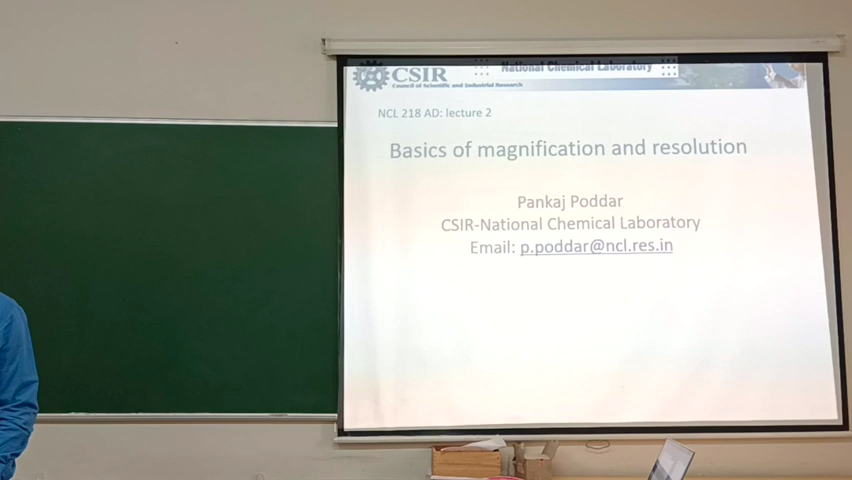 CSIR
Council of Scientific and Industrial Research
National Chemical Laboratory
NCL 218 AD: lecture 2
Basics of magnification and resolution
Pankaj Poddar
CSIR-National Chemical Laboratory
Email: p.poddar@ncl.res.in